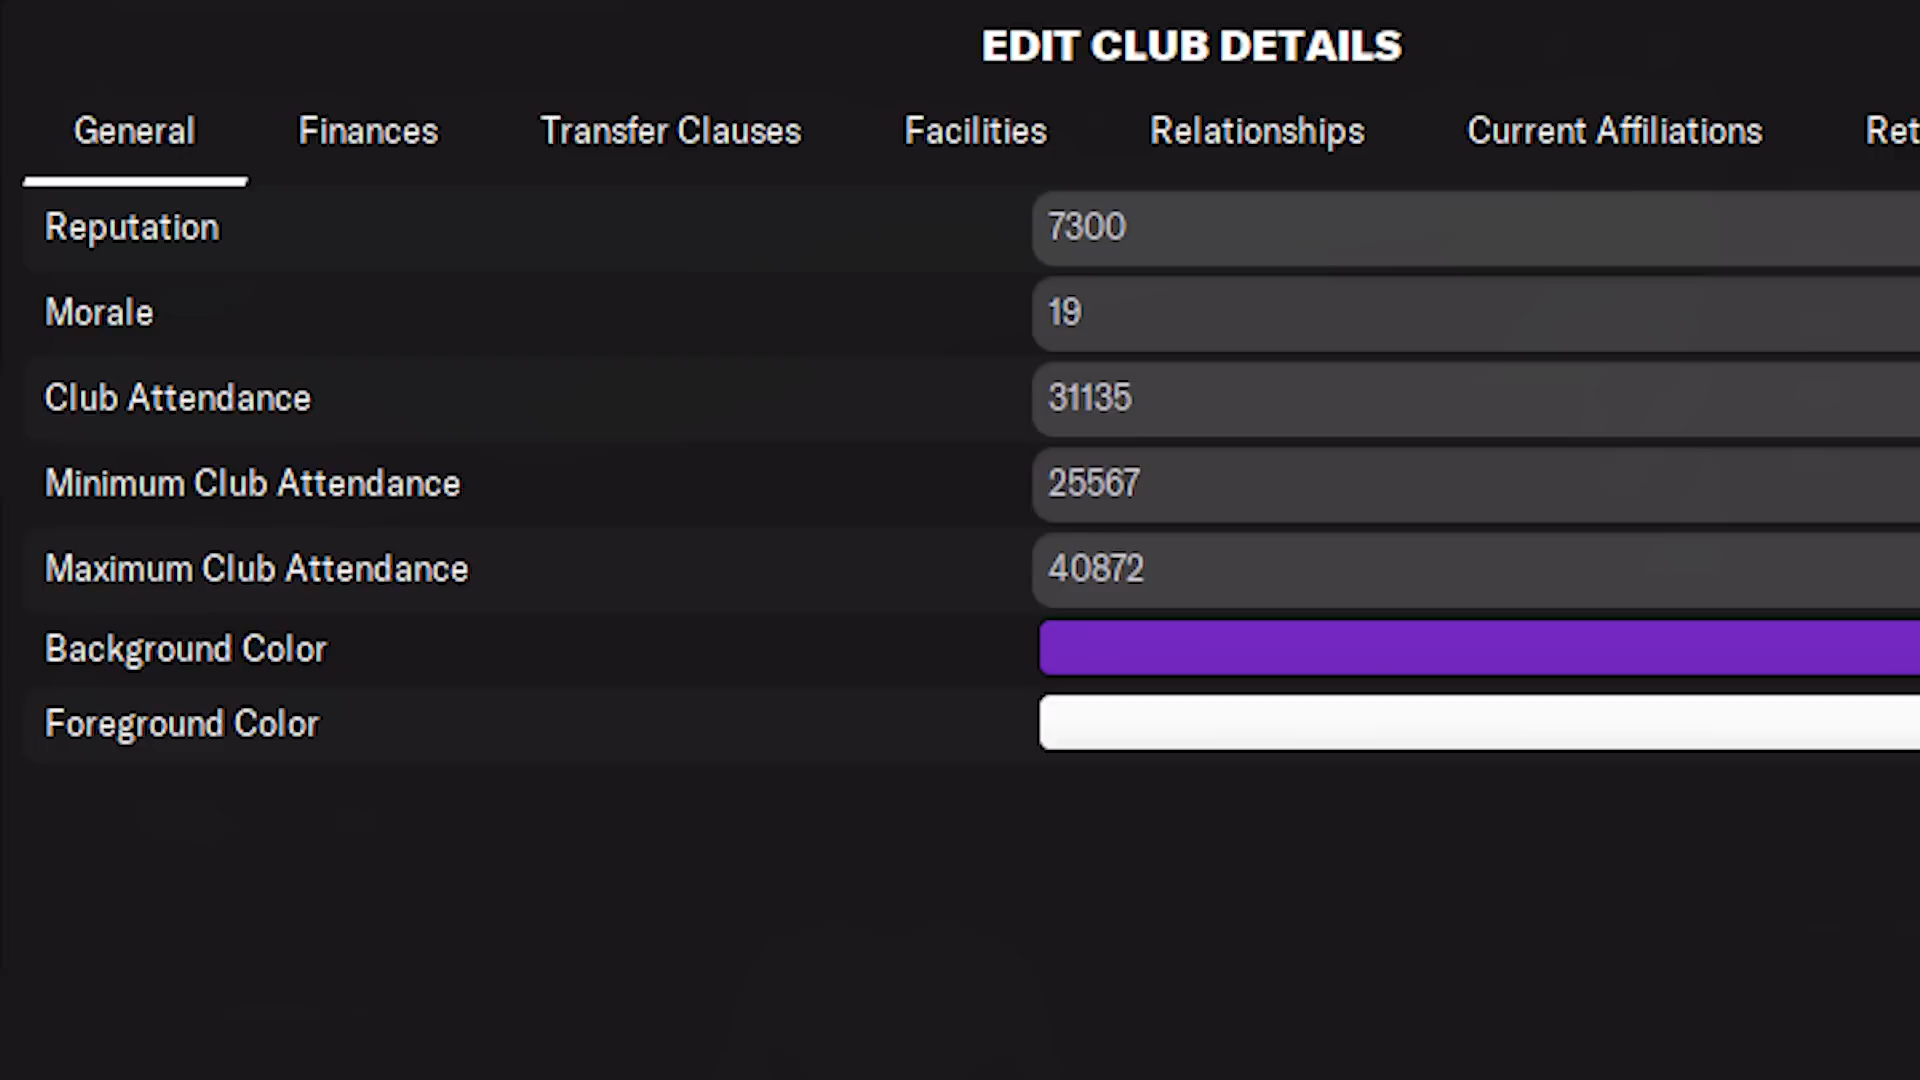 EDIT CLUB DETAILS
General Finances Transfer Clauses Facilities Relationships Current Affiliations Ret
Reputation 7300
Morale 19
Club Attendance 31135
Minimum Club Attendance 25567
Maximum Club Attendance 40872
Background Color
Foreground Color